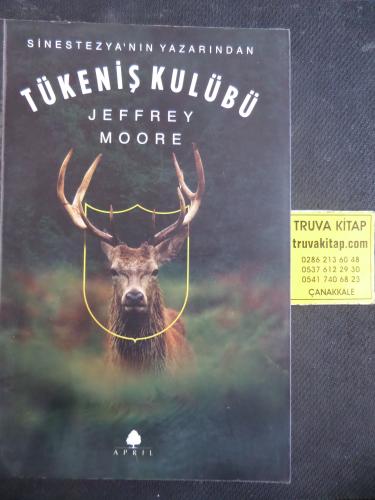 SİNESTEZYA'NIN YAZARINDAN
TÜKENİŞ KULÜBÜ
JEFFREY
MOORE
APRIL
TRUVA KİTAP
truvakitap.com
0286 213 60 48
0537 612 29 30
0541 740 68 23
ÇANAKKALE